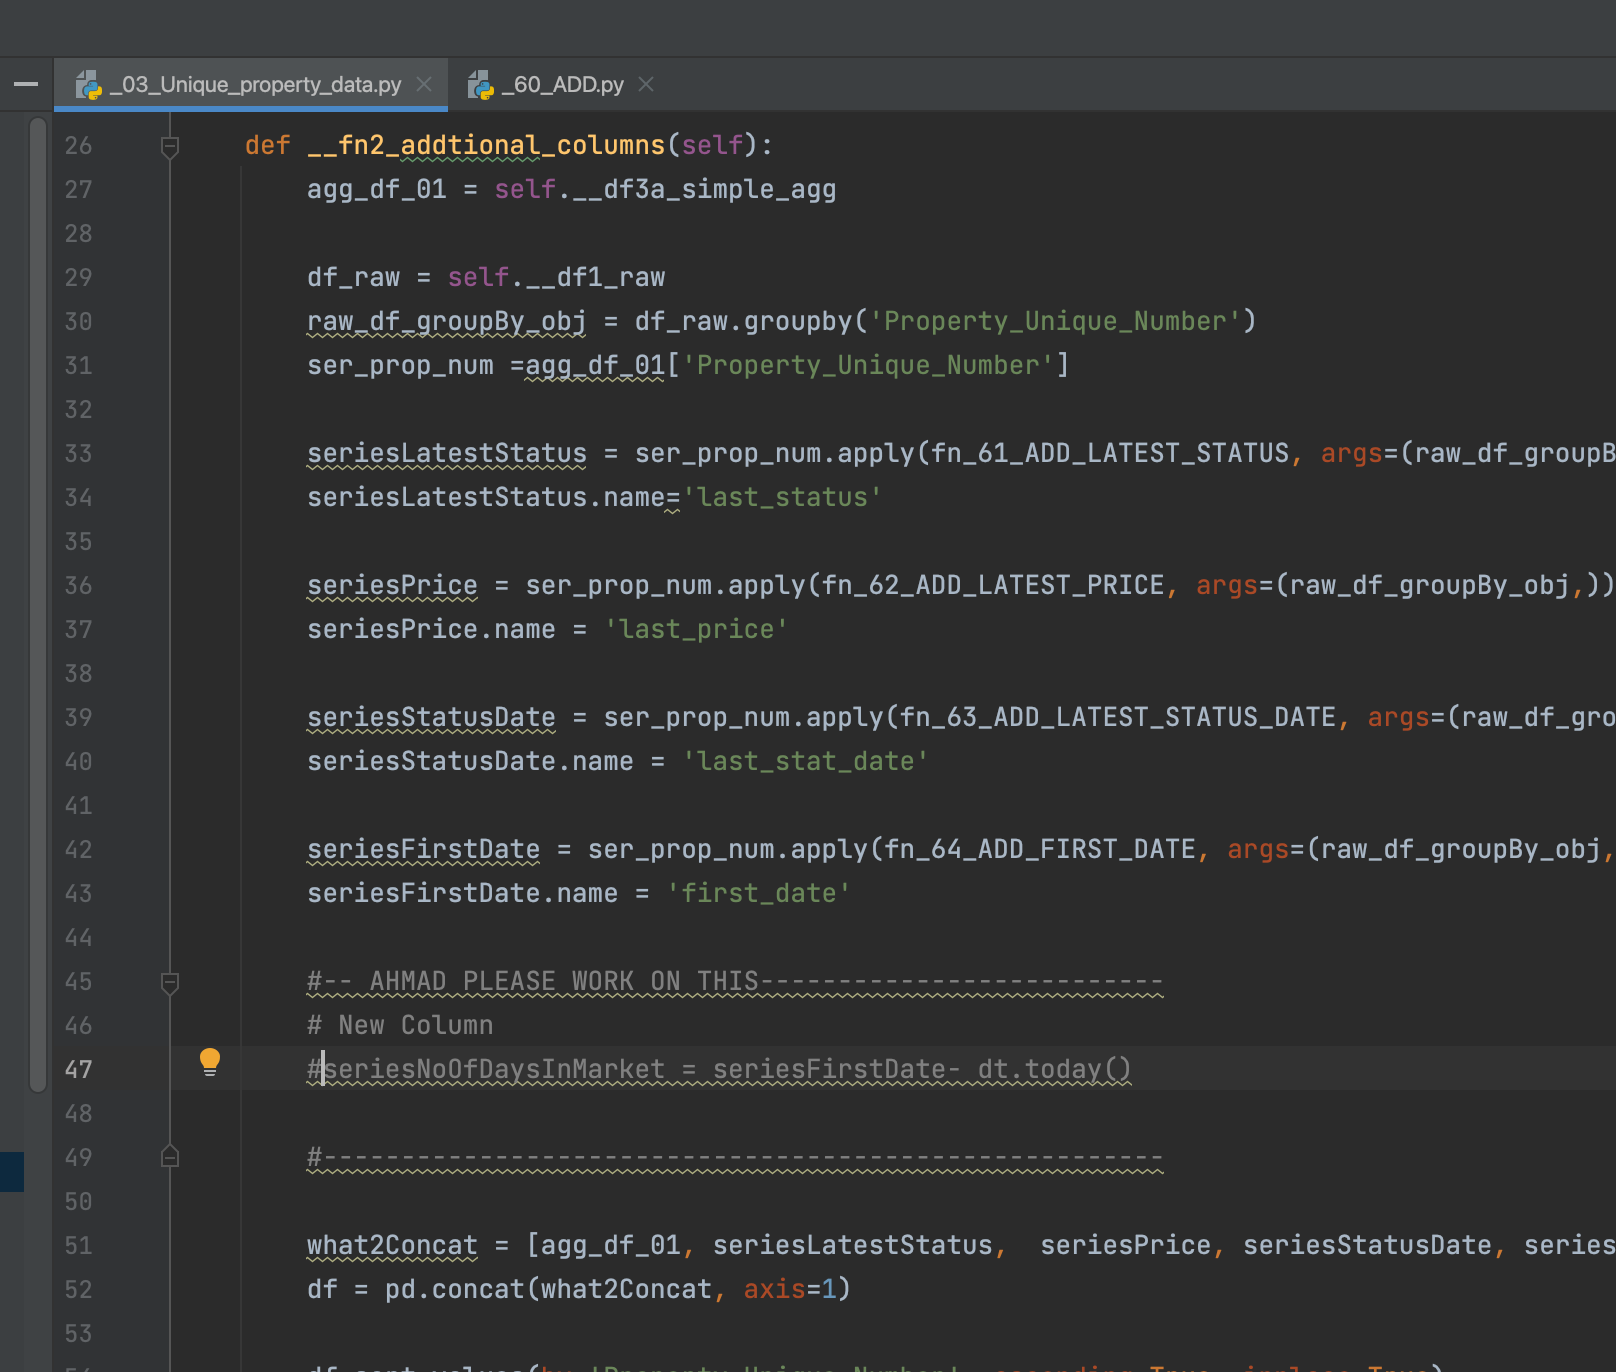 _03_Unique_property_data.py _60_ADD.py
26 def __fn2_addtional_columns(self):
27 agg_df_01 = self.__df3a_simple_agg
28
29 df_raw = self.__df1_raw
30 raw_df_groupBy_obj = df_raw.groupby('Property_Unique_Number')
31 ser_prop_num =agg_df_01['Property_Unique_Number']
32
33 seriesLatestStatus = ser_prop_num.apply(fn_61_ADD_LATEST_STATUS, args=(raw_df_groupB
34 seriesLatestStatus.name='last_status'
35
36 seriesPrice = ser_prop_num.apply(fn_62_ADD_LATEST_PRICE, args=(raw_df_groupBy_obj,))
37 seriesPrice.name = 'last_price'
38
39 seriesStatusDate = ser_prop_num.apply(fn_63_ADD_LATEST_STATUS_DATE, args=(raw_df_gro
40 seriesStatusDate.name = 'last_stat_date'
41
42 seriesFirstDate = ser_prop_num.apply(fn_64_ADD_FIRST_DATE, args=(raw_df_groupBy_obj,
43 seriesFirstDate.name = 'first_date'
44
45 #-- AHMAD PLEASE WORK ON THIS--------------------------
46 # New Column
47 #seriesNoOfDaysInMarket = seriesFirstDate- dt.today()
48
49 #------------------------------------------------------
50
51 what2Concat = [agg_df_01, seriesLatestStatus,  seriesPrice, seriesStatusDate, series
52 df = pd.concat(what2Concat, axis=1)
53